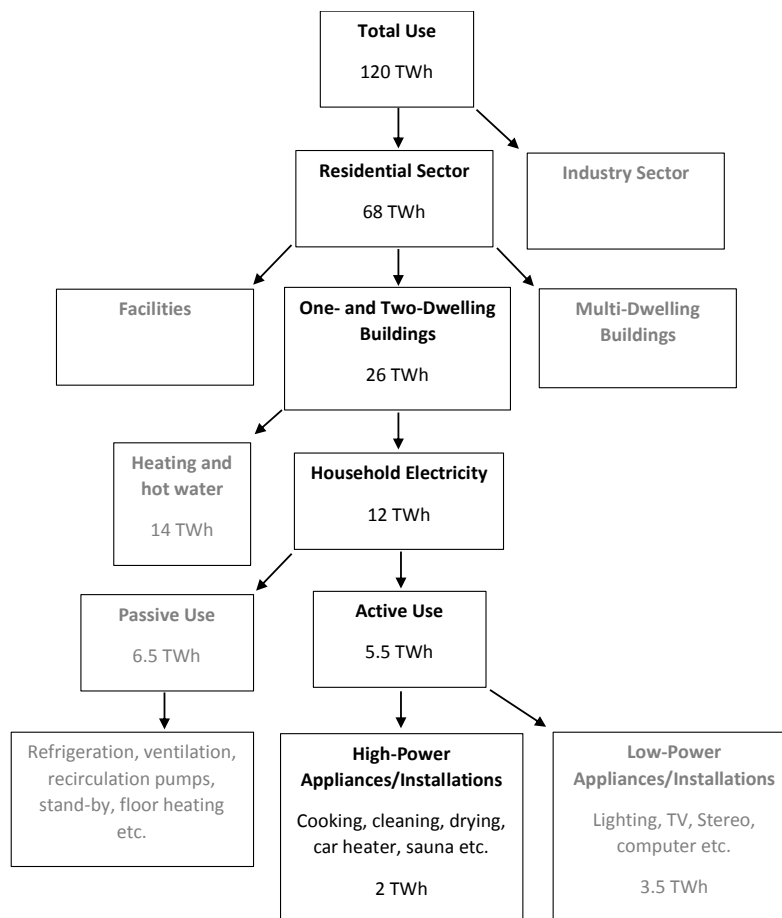 Total Use
120 TWh
Residential Sector
68 TWh
Industry Sector
Facilities
One- and Two-Dwelling
Buildings
26 TWh
Multi-Dwelling
Buildings
Heating and
hot water
14 TWh
Household Electricity
12 TWh
Passive Use
6.5 TWh
Active Use
5.5 TWh
Refrigeration, ventilation,
recirculation pumps,
stand-by, floor heating
etc.
High-Power
Appliances/Installations
Cooking, cleaning, drying,
car heater, sauna etc.
2 TWh
Low-Power
Appliances/Installations
Lighting, TV, Stereo,
computer etc.
3.5 TWh